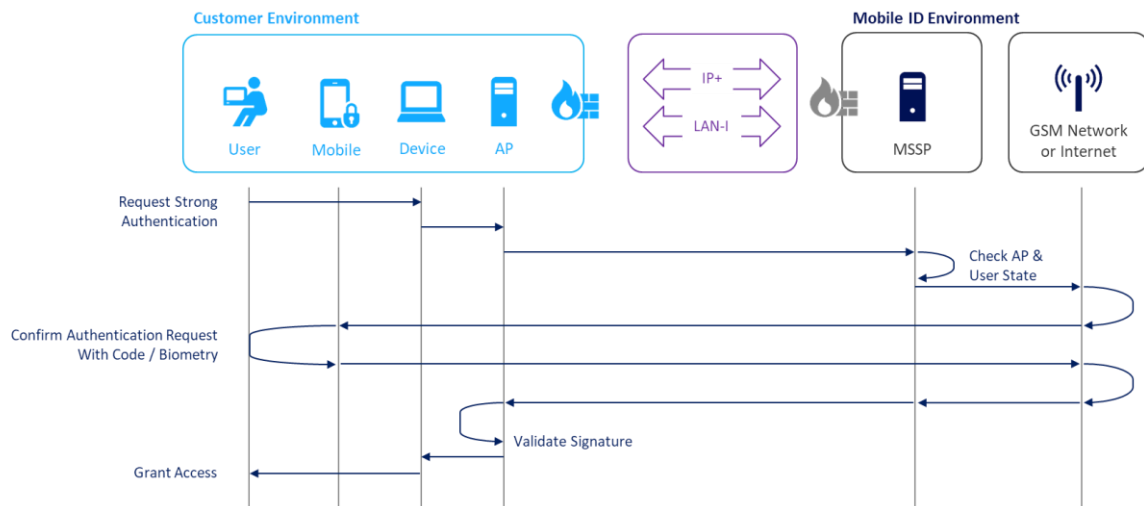 Customer Environment
Mobile ID Environment
IP+
LAN-I
User
Mobile
Device
AP
MSSP
GSM Network
or Internet
Request Strong
Authentication
Check AP &
User State
Confirm Authentication Request
With Code / Biometry
Validate Signature
Grant Access